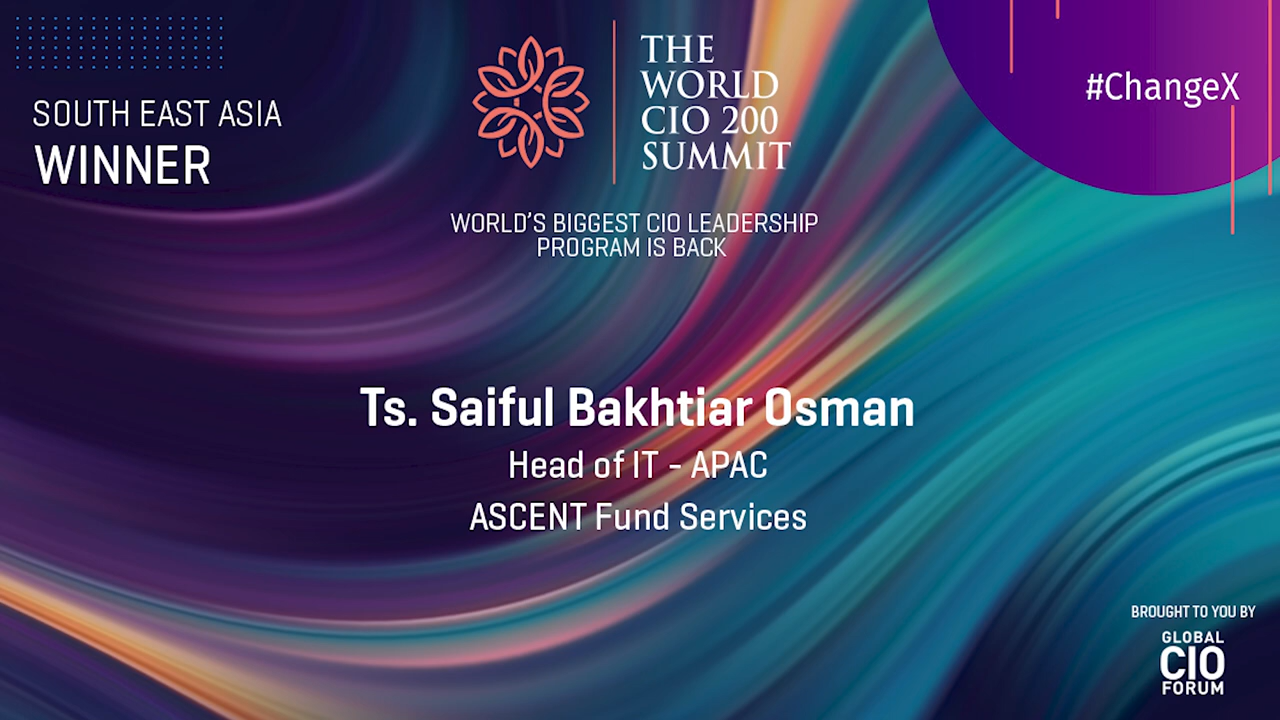 SOUTH EAST ASIA
WINNER
THE
WORLD
CIO 200
SUMMIT
#ChangeX
WORLD'S BIGGEST CIO LEADERSHIP
PROGRAM IS BACK
Ts. Saiful Bakhtiar Osman
Head of IT - APAC
ASCENT Fund Services
BROUGHT TO YOU BY
GLOBAL
CIO
FORUM